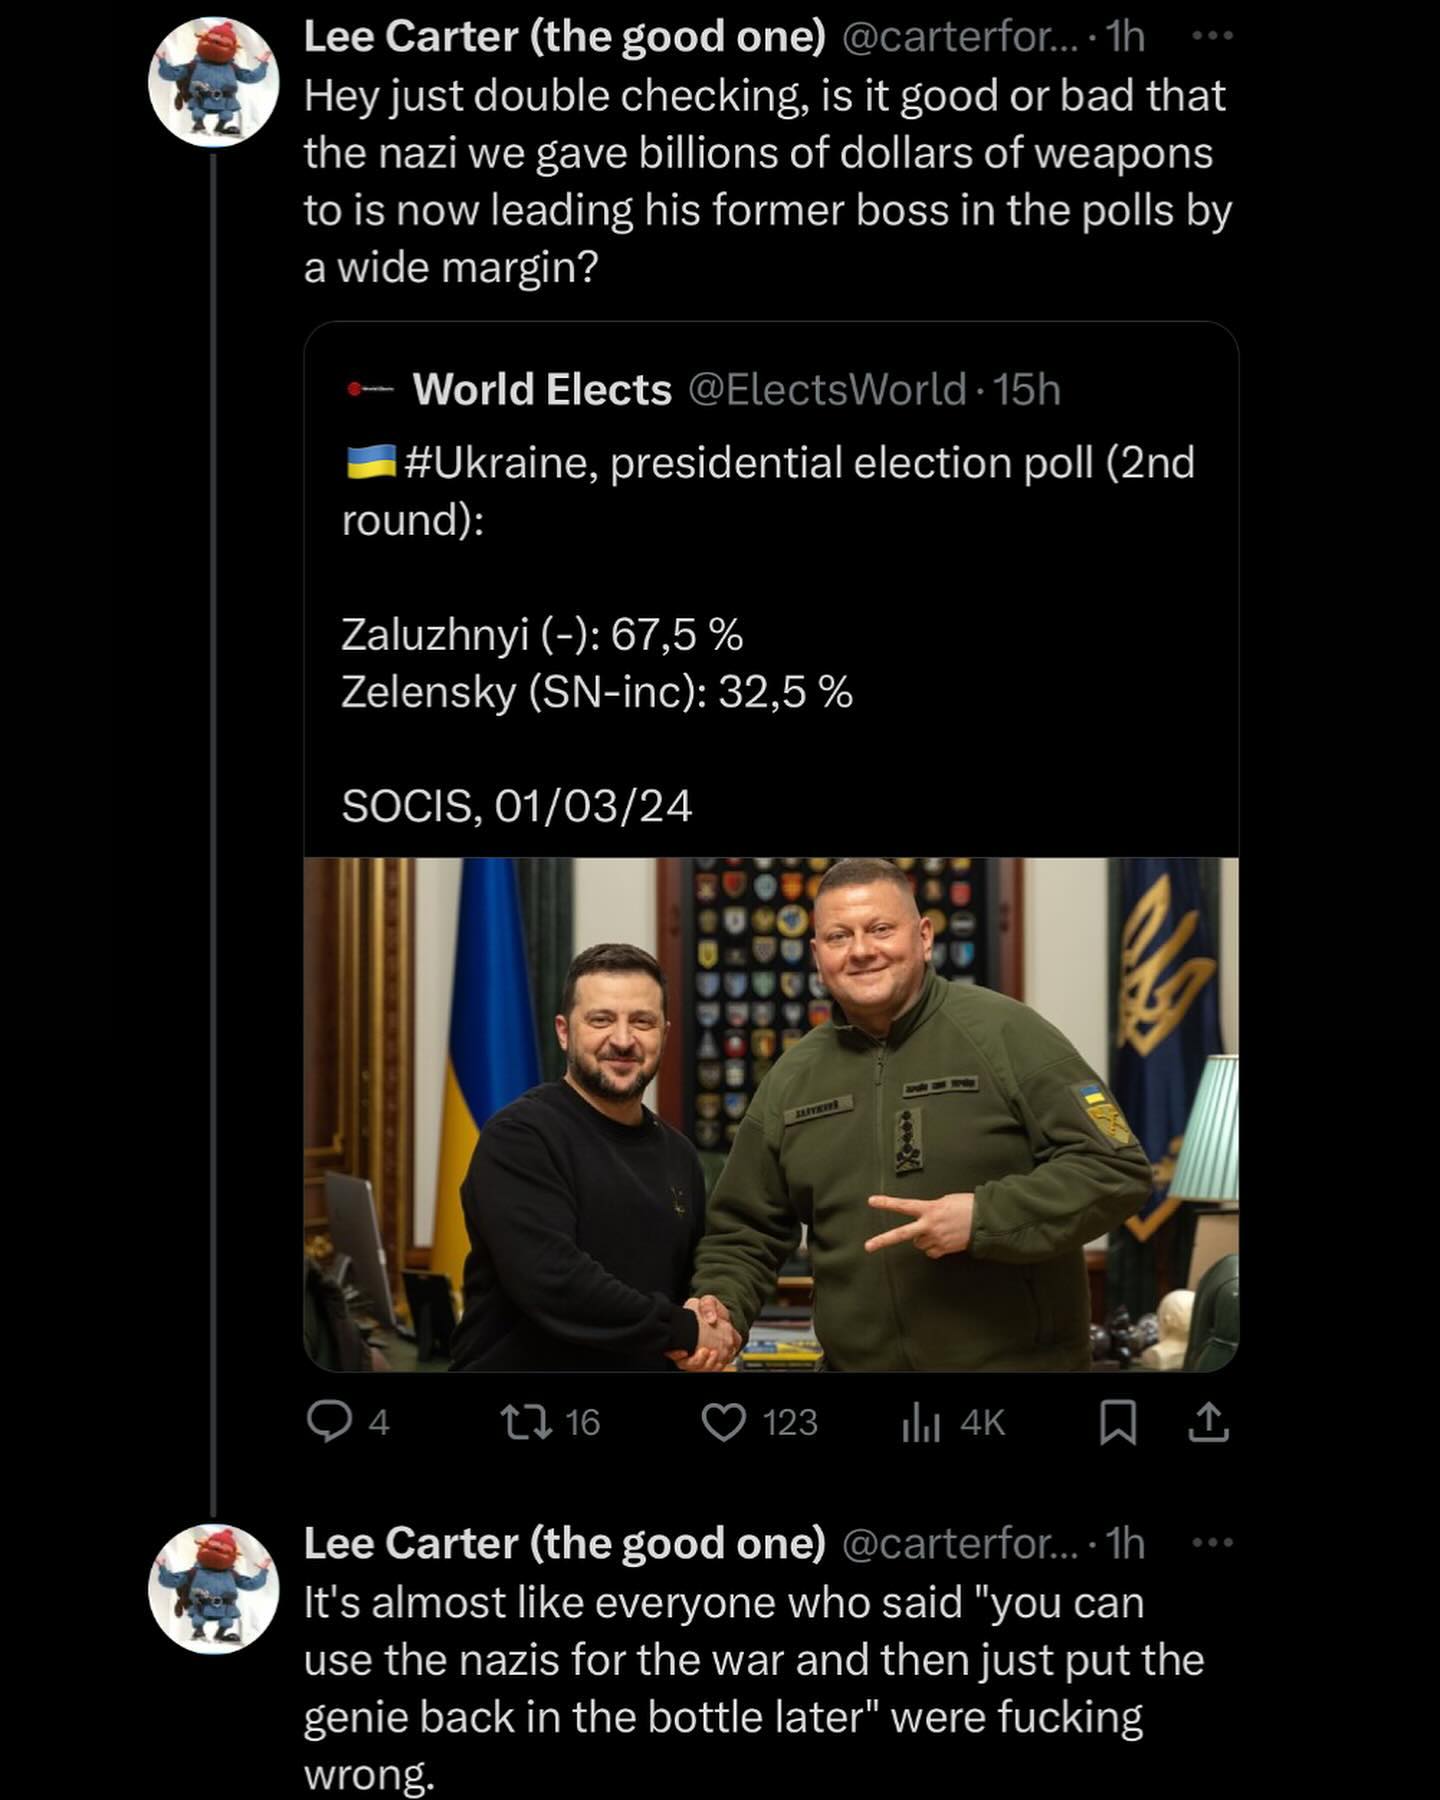 Lee Carter (the good one) @carterfor... · 1h
Hey just double checking, is it good or bad that
the nazi we gave billions of dollars of weapons
to is now leading his former boss in the polls by
a wide margin?
World Elects @ElectsWorld · 15h
🇺🇦#Ukraine, presidential election poll (2nd
round):
Zaluzhnyi (-): 67,5 %
Zelensky (SN-inc): 32,5 %
SOCIS, 01/03/24
ЗАЛУЖНИЙ
4 16 123 4K
Lee Carter (the good one) @carterfor... · 1h
It's almost like everyone who said "you can
use the nazis for the war and then just put the
genie back in the bottle later" were fucking
wrong.